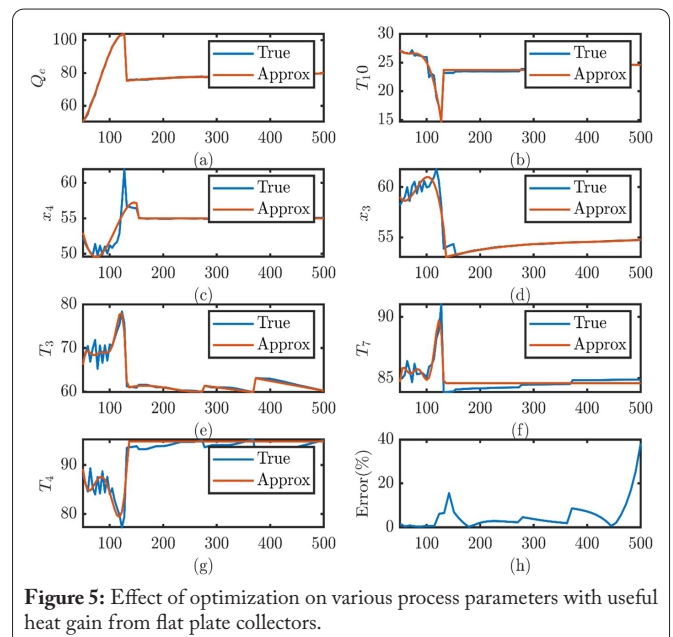 100
80
60
Q_e
True
Approx
100 200 300 400 500
(a)
30
25
20
15
T_10
True
Approx
100 200 300 400 500
(b)
60
55
50
x_4
True
Approx
100 200 300 400 500
(c)
60
55
x_3
True
Approx
100 200 300 400 500
(d)
80
70
60
T_3
True
Approx
100 200 300 400 500
(e)
90
85
T_7
True
Approx
100 200 300 400 500
(f)
90
80
T_4
True
Approx
100 200 300 400 500
(g)
40
20
0
Error(%)
100 200 300 400 500
(h)
Figure 5: Effect of optimization on various process parameters with useful
heat gain from flat plate collectors.